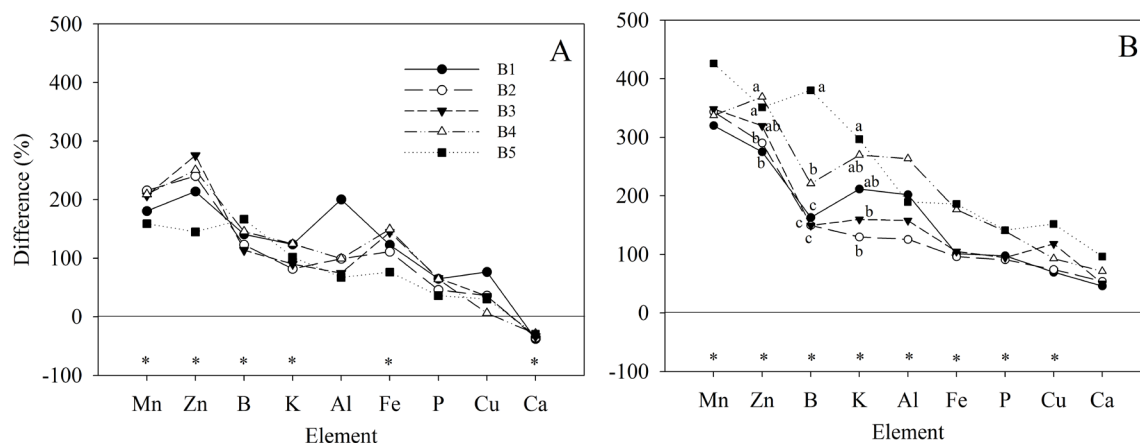 A
Difference (%)
500
400
300
200
100
0
-100
B1
B2
B3
B4
B5
* * * * * *
Mn Zn B K Al Fe P Cu Ca
Element
B
500
400
300
200
100
0
-100
a
a
a
a
ab
b
b
b
ab
c
ab
c
b
c
b
* * * * * * * *
Mn Zn B K Al Fe P Cu Ca
Element